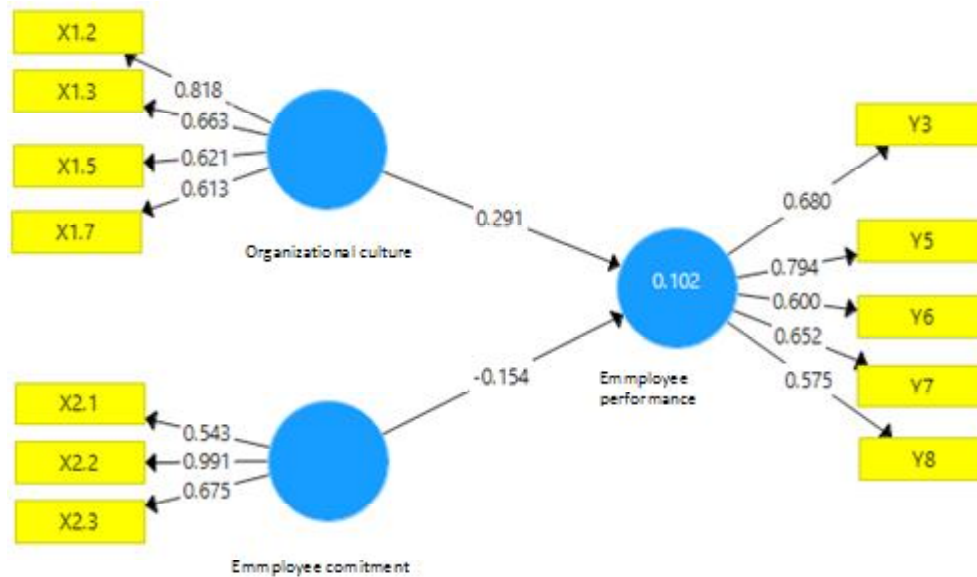 X1.2
X1.3
X1.5
X1.7
0.818
0.663
0.621
0.613
Organizational culture
0.291
-0.154
0.102
Emmployee
performance
Y3
Y5
Y6
Y7
Y8
0.680
0.794
0.600
0.652
0.575
X2.1
X2.2
X2.3
0.543
0.991
0.675
Emmployee comitment